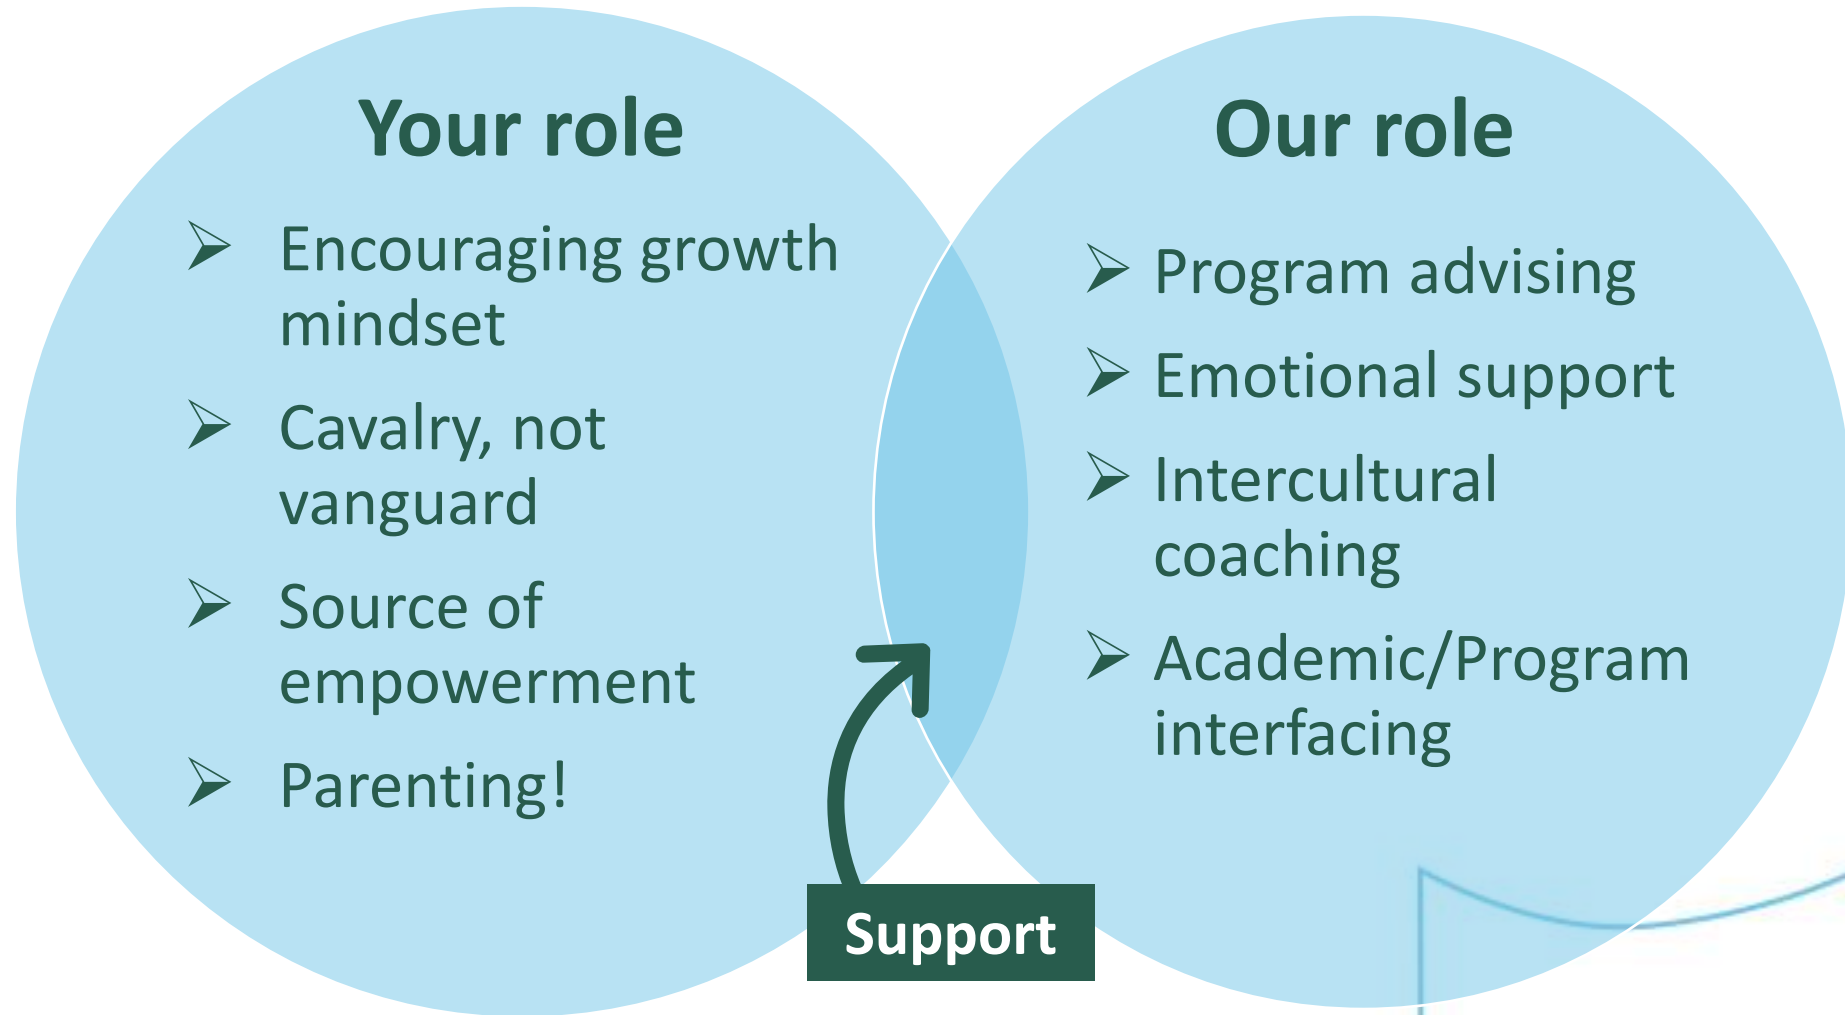 Your role
Encouraging growth
mindset
Cavalry, not
vanguard
Source of
empowerment
Parenting!
Our role
Program advising
Emotional support
Intercultural
coaching
Academic/Program
interfacing
Support